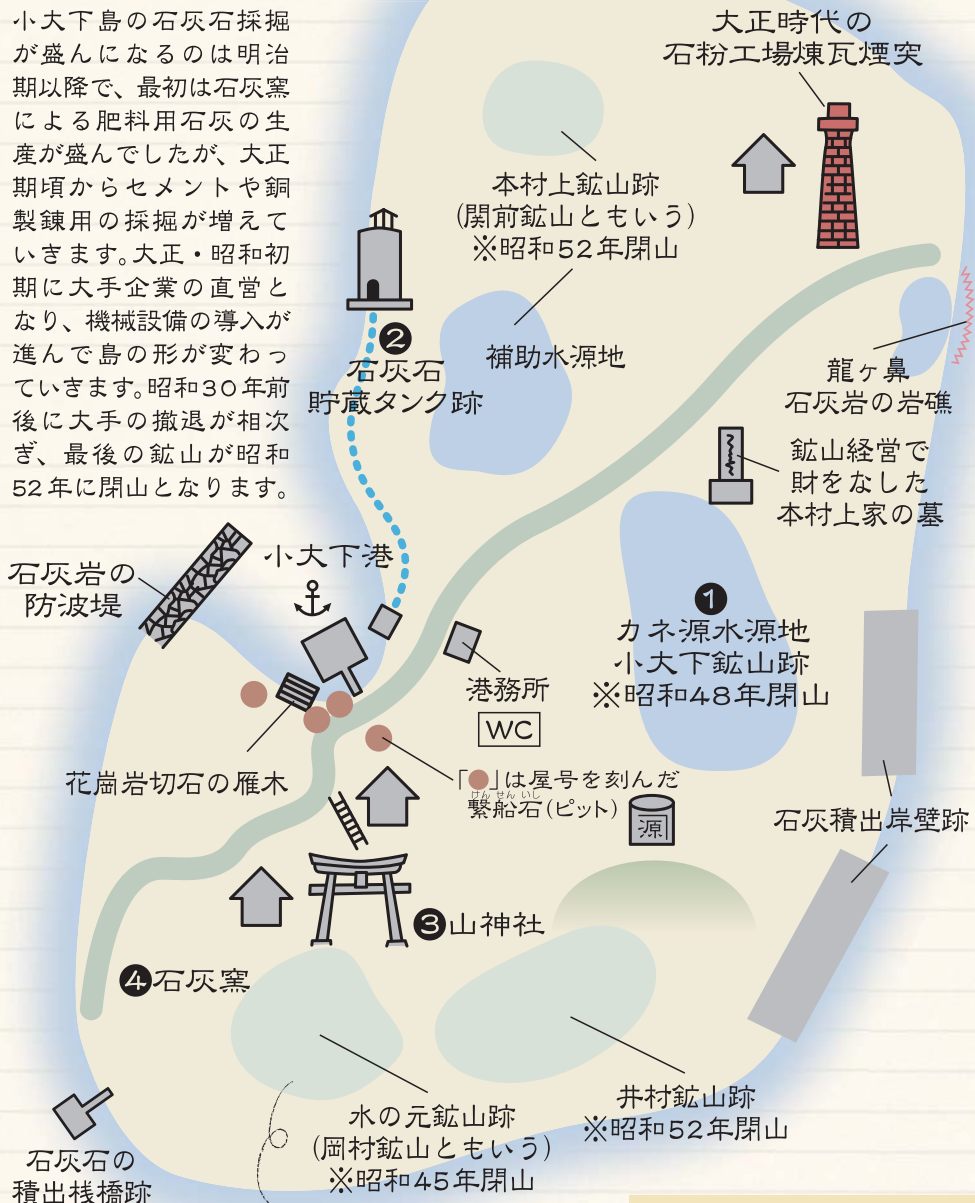 小大下島の石灰石採掘
が盛んになるのは明治
期以降で、最初は石灰窯
による肥料用石灰の生
産が盛んでしたが、大正
期頃からセメントや銅
製錬用の採掘が増えて
いきます。大正・昭和初
期に大手企業の直営と
なり、機械設備の導入が
進んで島の形が変わっ
ていきます。昭和30年前
後に大手の撤退が相次
ぎ、最後の鉱山が昭和
52年に閉山となります。
大正時代の
石粉工場煉瓦煙突
本村上鉱山跡
(関前鉱山ともいう)
※昭和52年閉山
補助水源地
❷
石灰石
貯蔵タンク跡
龍ヶ鼻
石灰岩の岩礁
鉱山経営で
財をなした
本村上家の墓
石灰岩の
防波堤
小大下港
❶
カネ源水源地
小大下鉱山跡
※昭和48年閉山
港務所
WC
花崗岩切石の雁木
「●」は屋号を刻んだ
けんせんいし
繋船石(ピット)
源
石灰積出岸壁跡
❸山神社
❹石灰窯
水の元鉱山跡
(岡村鉱山ともいう)
※昭和45年閉山
井村鉱山跡
※昭和52年閉山
石灰石の
積出桟橋跡